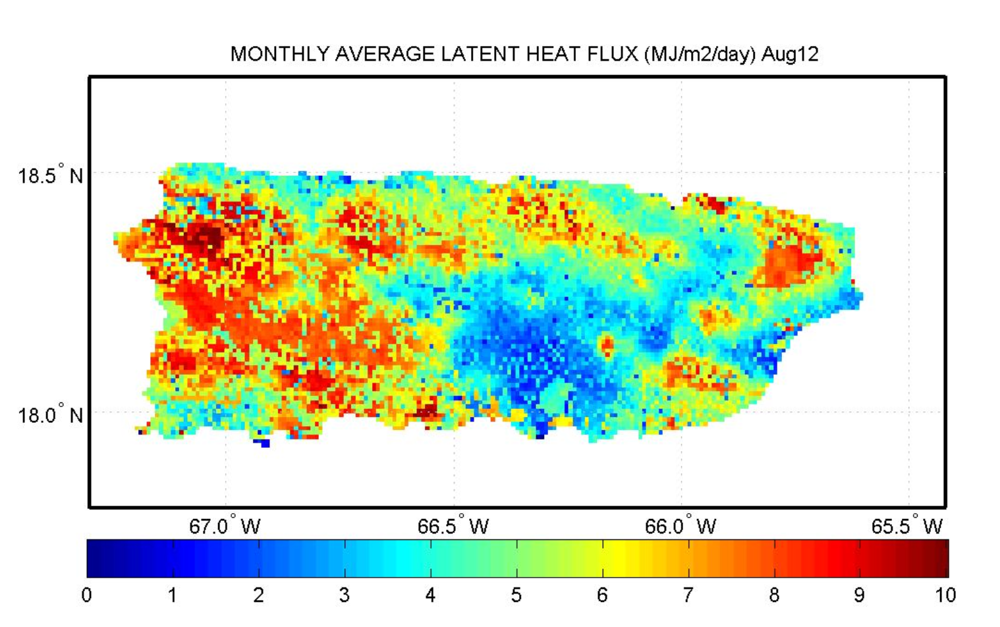 MONTHLY AVERAGE LATENT HEAT FLUX (MJ/m2/day) Aug12
18.5° N
18.0° N
67.0° W 66.5° W 66.0° W 65.5° W
0 1 2 3 4 5 6 7 8 9 10